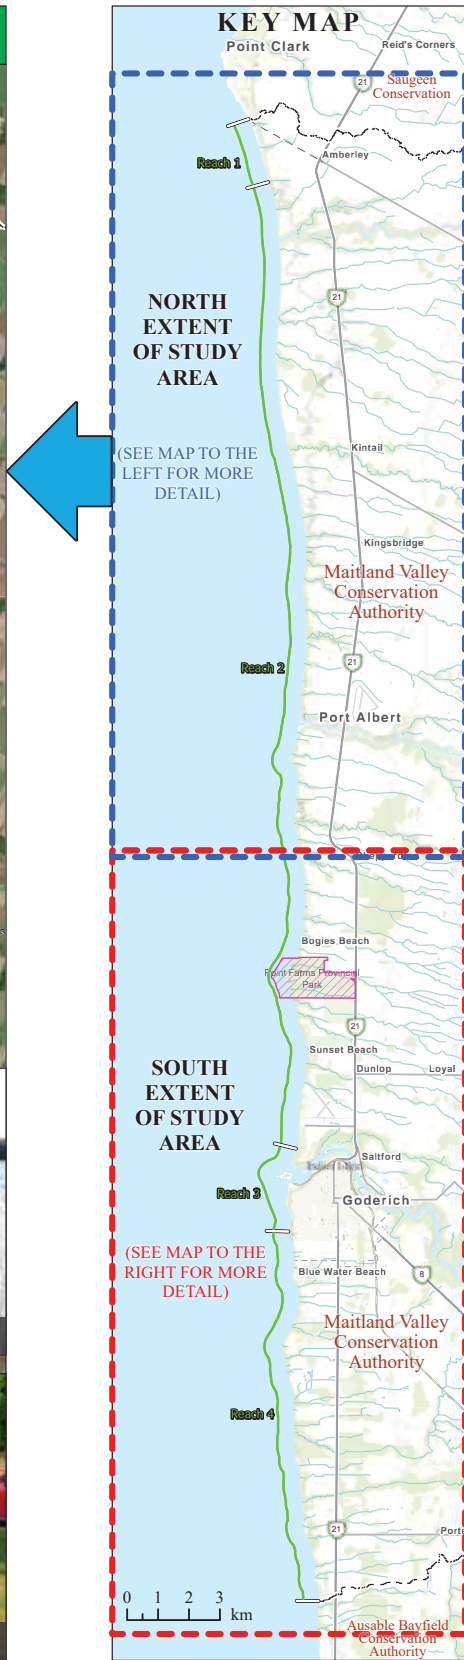 KEY MAP
Point Clark
Reid's Corners
21
Saugeen
Conservation
Amberley
Reach 1
21
NORTH
EXTENT
OF STUDY
AREA
Kintail
(SEE MAP TO THE
LEFT FOR MORE
DETAIL)
Kingsbridge
Maitland Valley
Conservation
Authority
21
Reach 2
Port Albert
Bogies Beach
Point Farms Provincial
Park
21
Sunset Beach
SOUTH
EXTENT
OF STUDY
AREA
Dunlop
Loyal
Saltford
Reach 3
Goderich
(SEE MAP TO THE
RIGHT FOR MORE
DETAIL)
Blue Water Beach
8
Maitland Valley
Conservation
Authority
Reach 4
21
Porte
0 1 2 3
km
Ausable Bayfield
Conservation
Authority